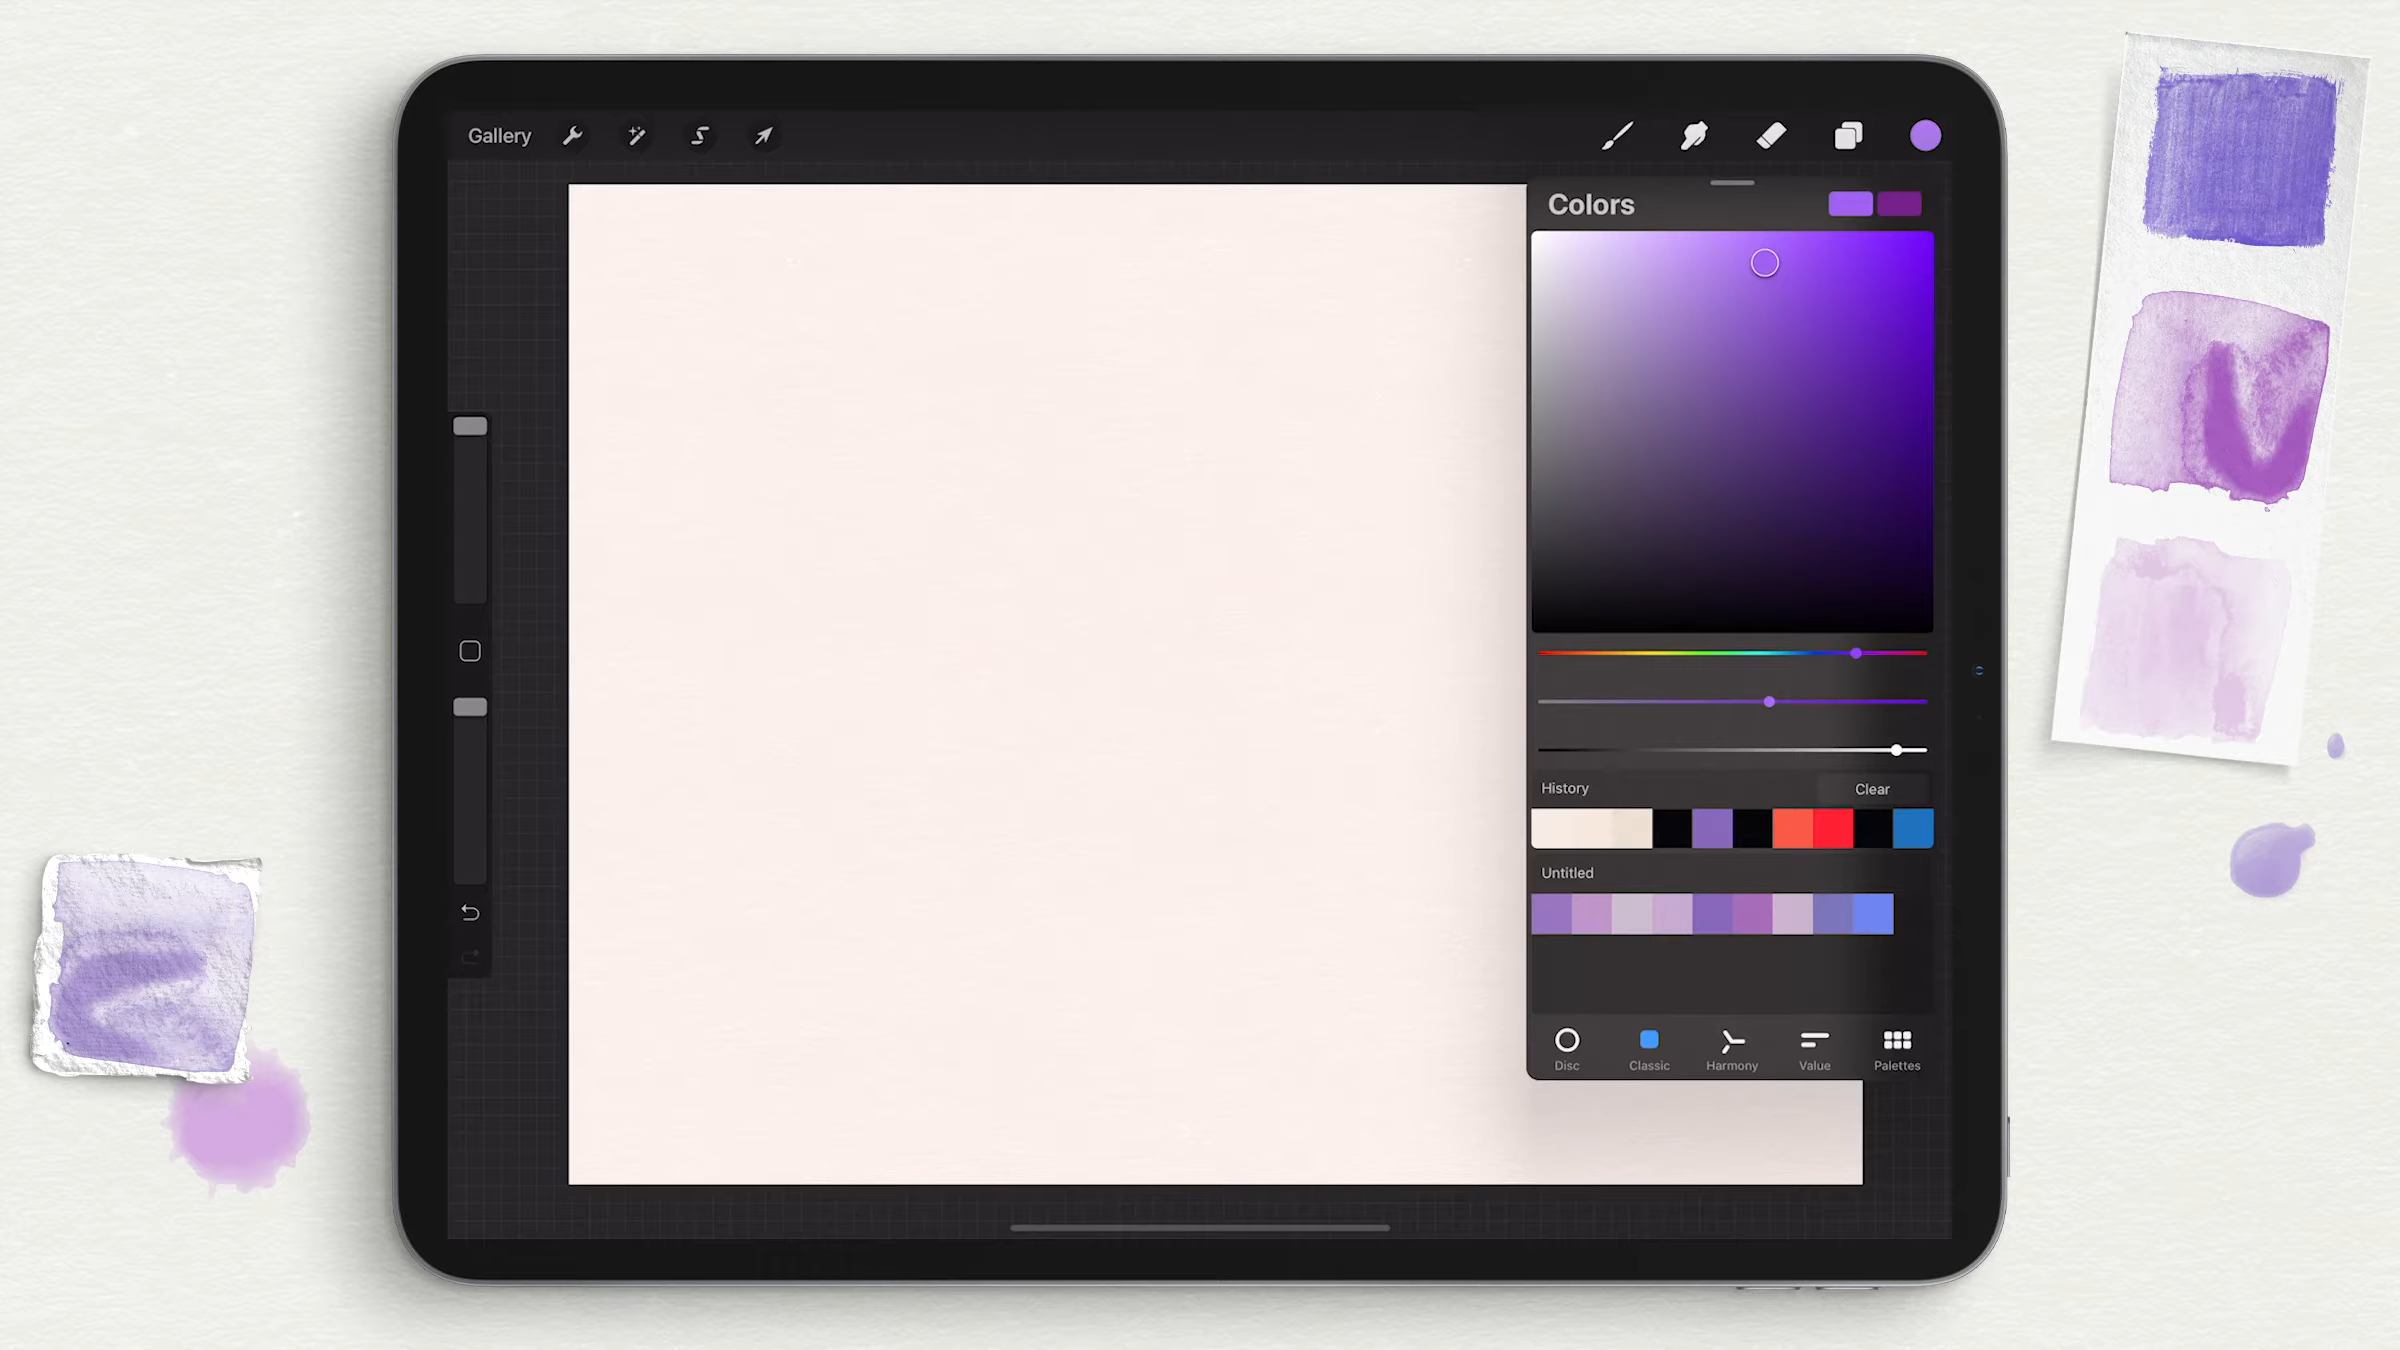 Gallery
Colors
History
Clear
Untitled
Disc
Classic
Harmony
Value
Palettes